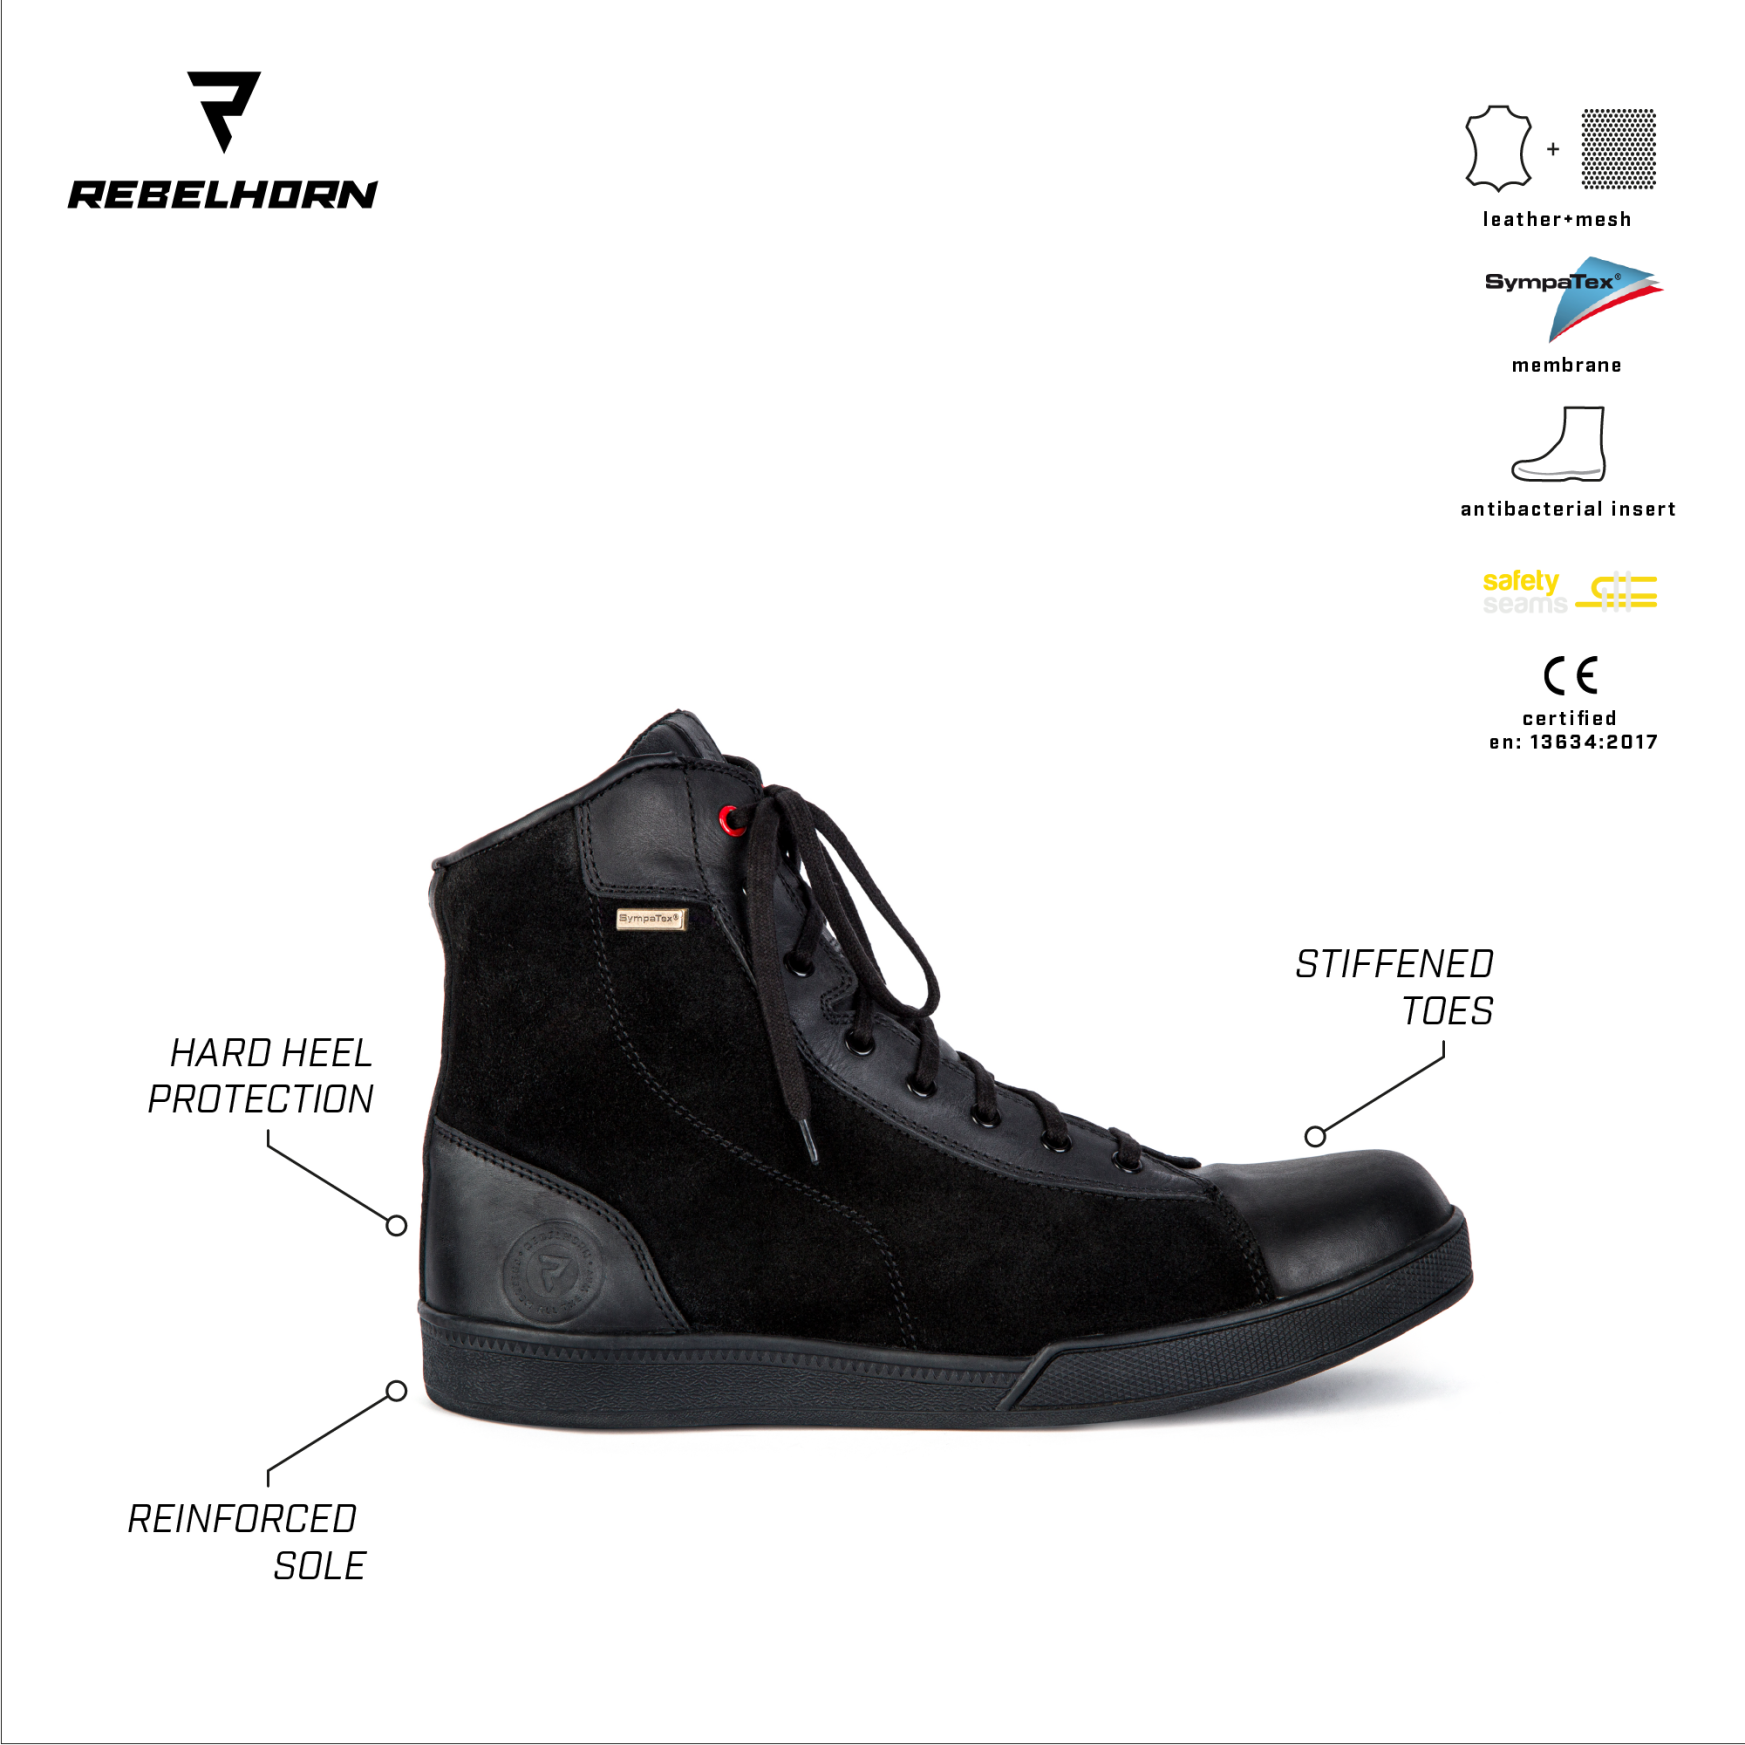 REBELHORN
+
leather+mesh
SympaTex®
membrane
antibacterial insert
safety
seams
CE
certified
en: 13634:2017
SympaTex®
STIFFENED
TOES
HARD HEEL
PROTECTION
REBELHORN
REINFORCED
SOLE